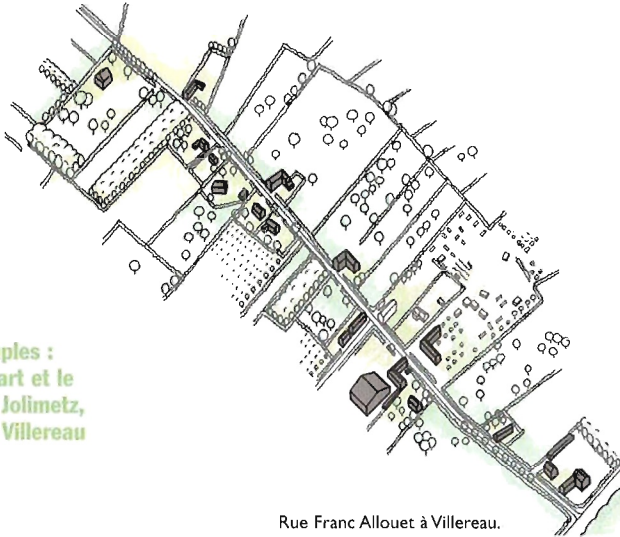 ples :
art et le
Jolimetz,
Villereau
Rue Franc Allouet à Villereau.